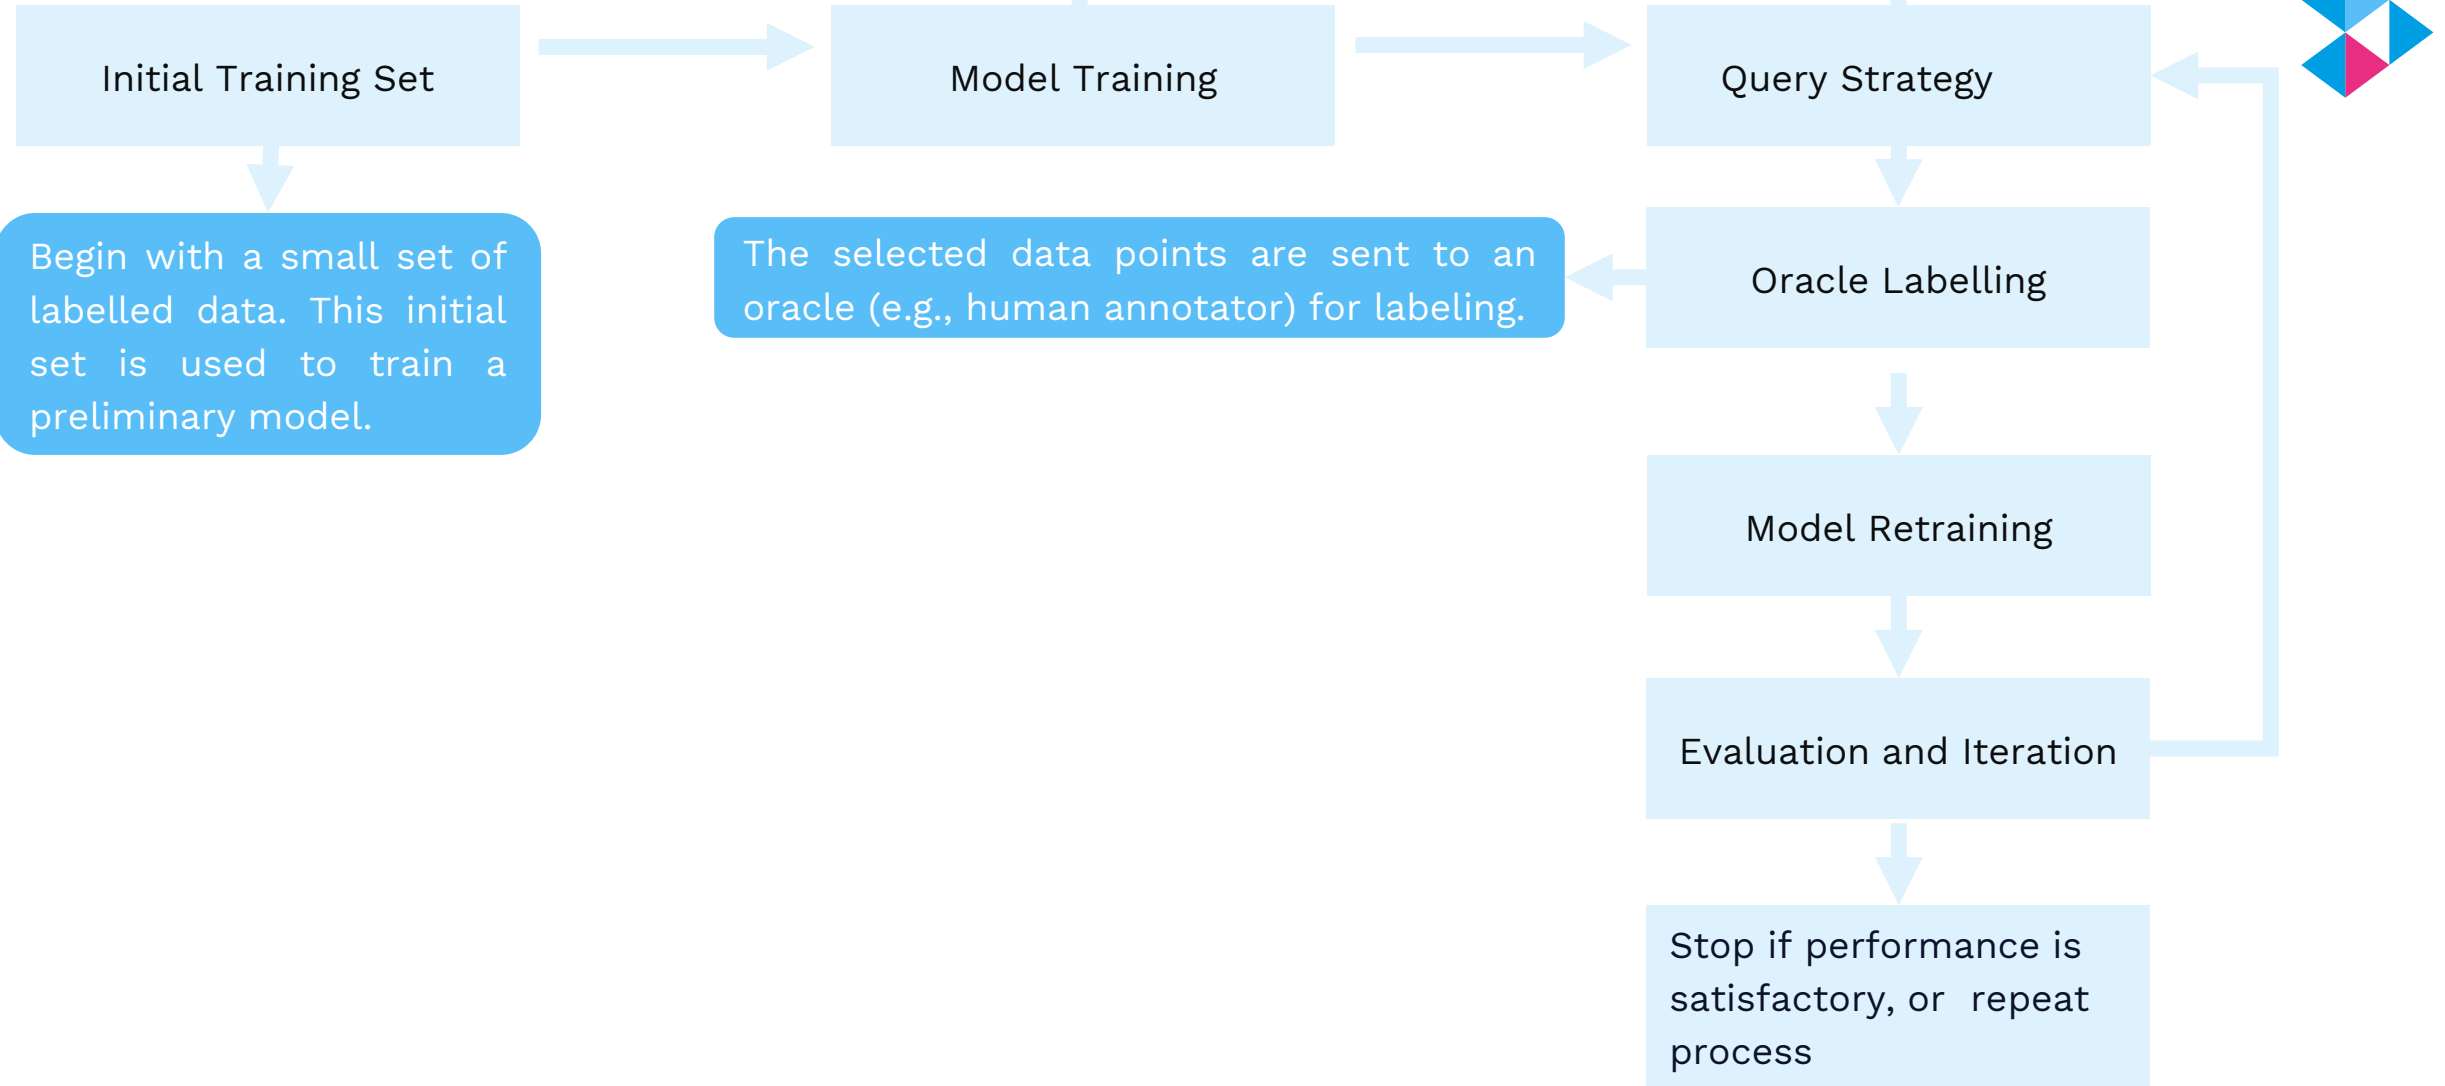 Initial Training Set
Model Training
Query Strategy
Begin with a small set of
labelled data. This initial
set is used to train a
preliminary model.
The selected data points are sent to an
oracle (e.g., human annotator) for labeling.
Oracle Labelling
Model Retraining
Evaluation and Iteration
Stop if performance is
satisfactory, or repeat
process